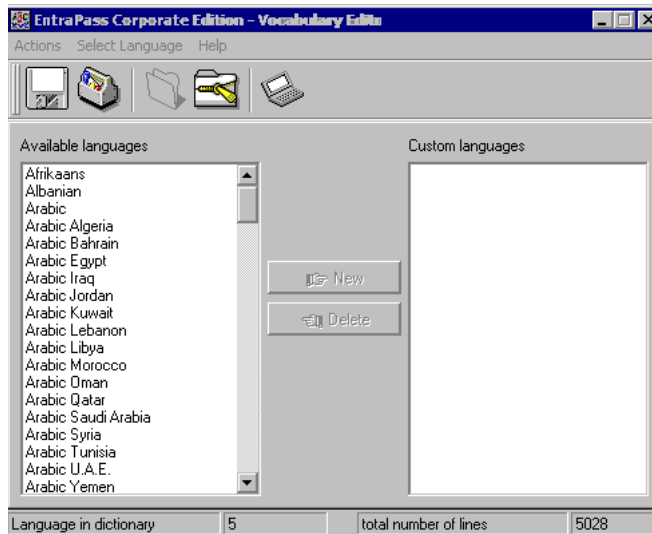 EntraPass Corporate Edition - Vocabulary
Actions Select Language Help
Available languages
Custom languages
Afrikaans
Albanian
Arabic
Arabic Algeria
Arabic Bahrain
Arabic Egypt
Arabic Iraq
Arabic Jordan
Arabic Kuwait
Arabic Lebanon
Arabic Libya
Arabic Morocco
Arabic Oman
Arabic Qatar
Arabic Saudi Arabia
Arabic Syria
Arabic Tunisia
Arabic U.A.E.
Arabic Yemen
New
Delete
Language in dictionary 5 total number of lines 5028